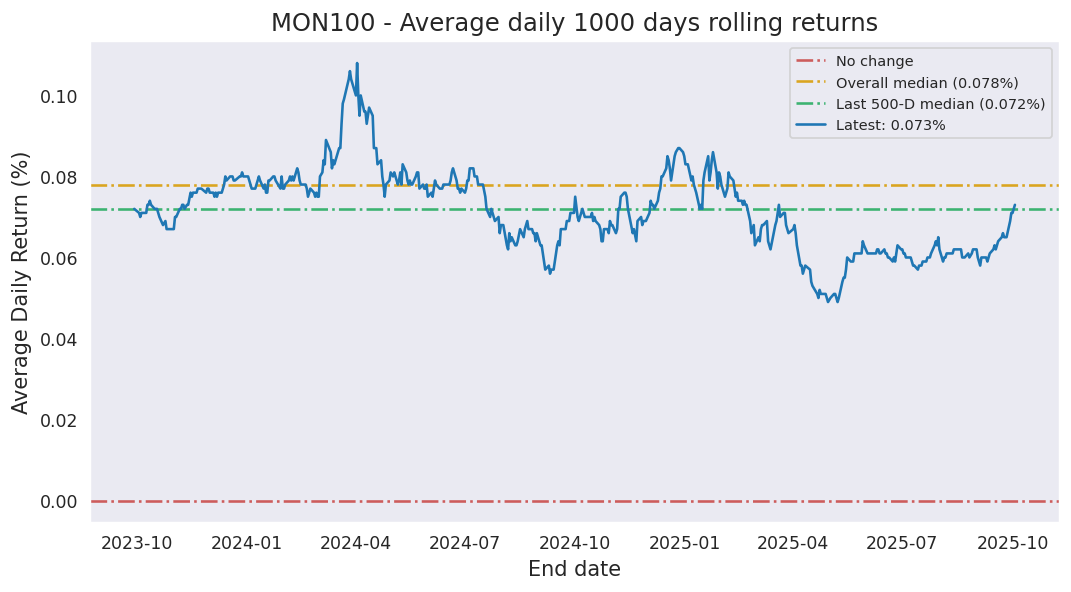 MON100 - Average daily 1000 days rolling returns
No change
Overall median (0.078%)
Last 500-D median (0.072%)
Latest: 0.073%
Average Daily Return (%)
0.10
0.08
0.06
0.04
0.02
0.00
2023-10 2024-01 2024-04 2024-07 2024-10 2025-01 2025-04 2025-07 2025-10
End date